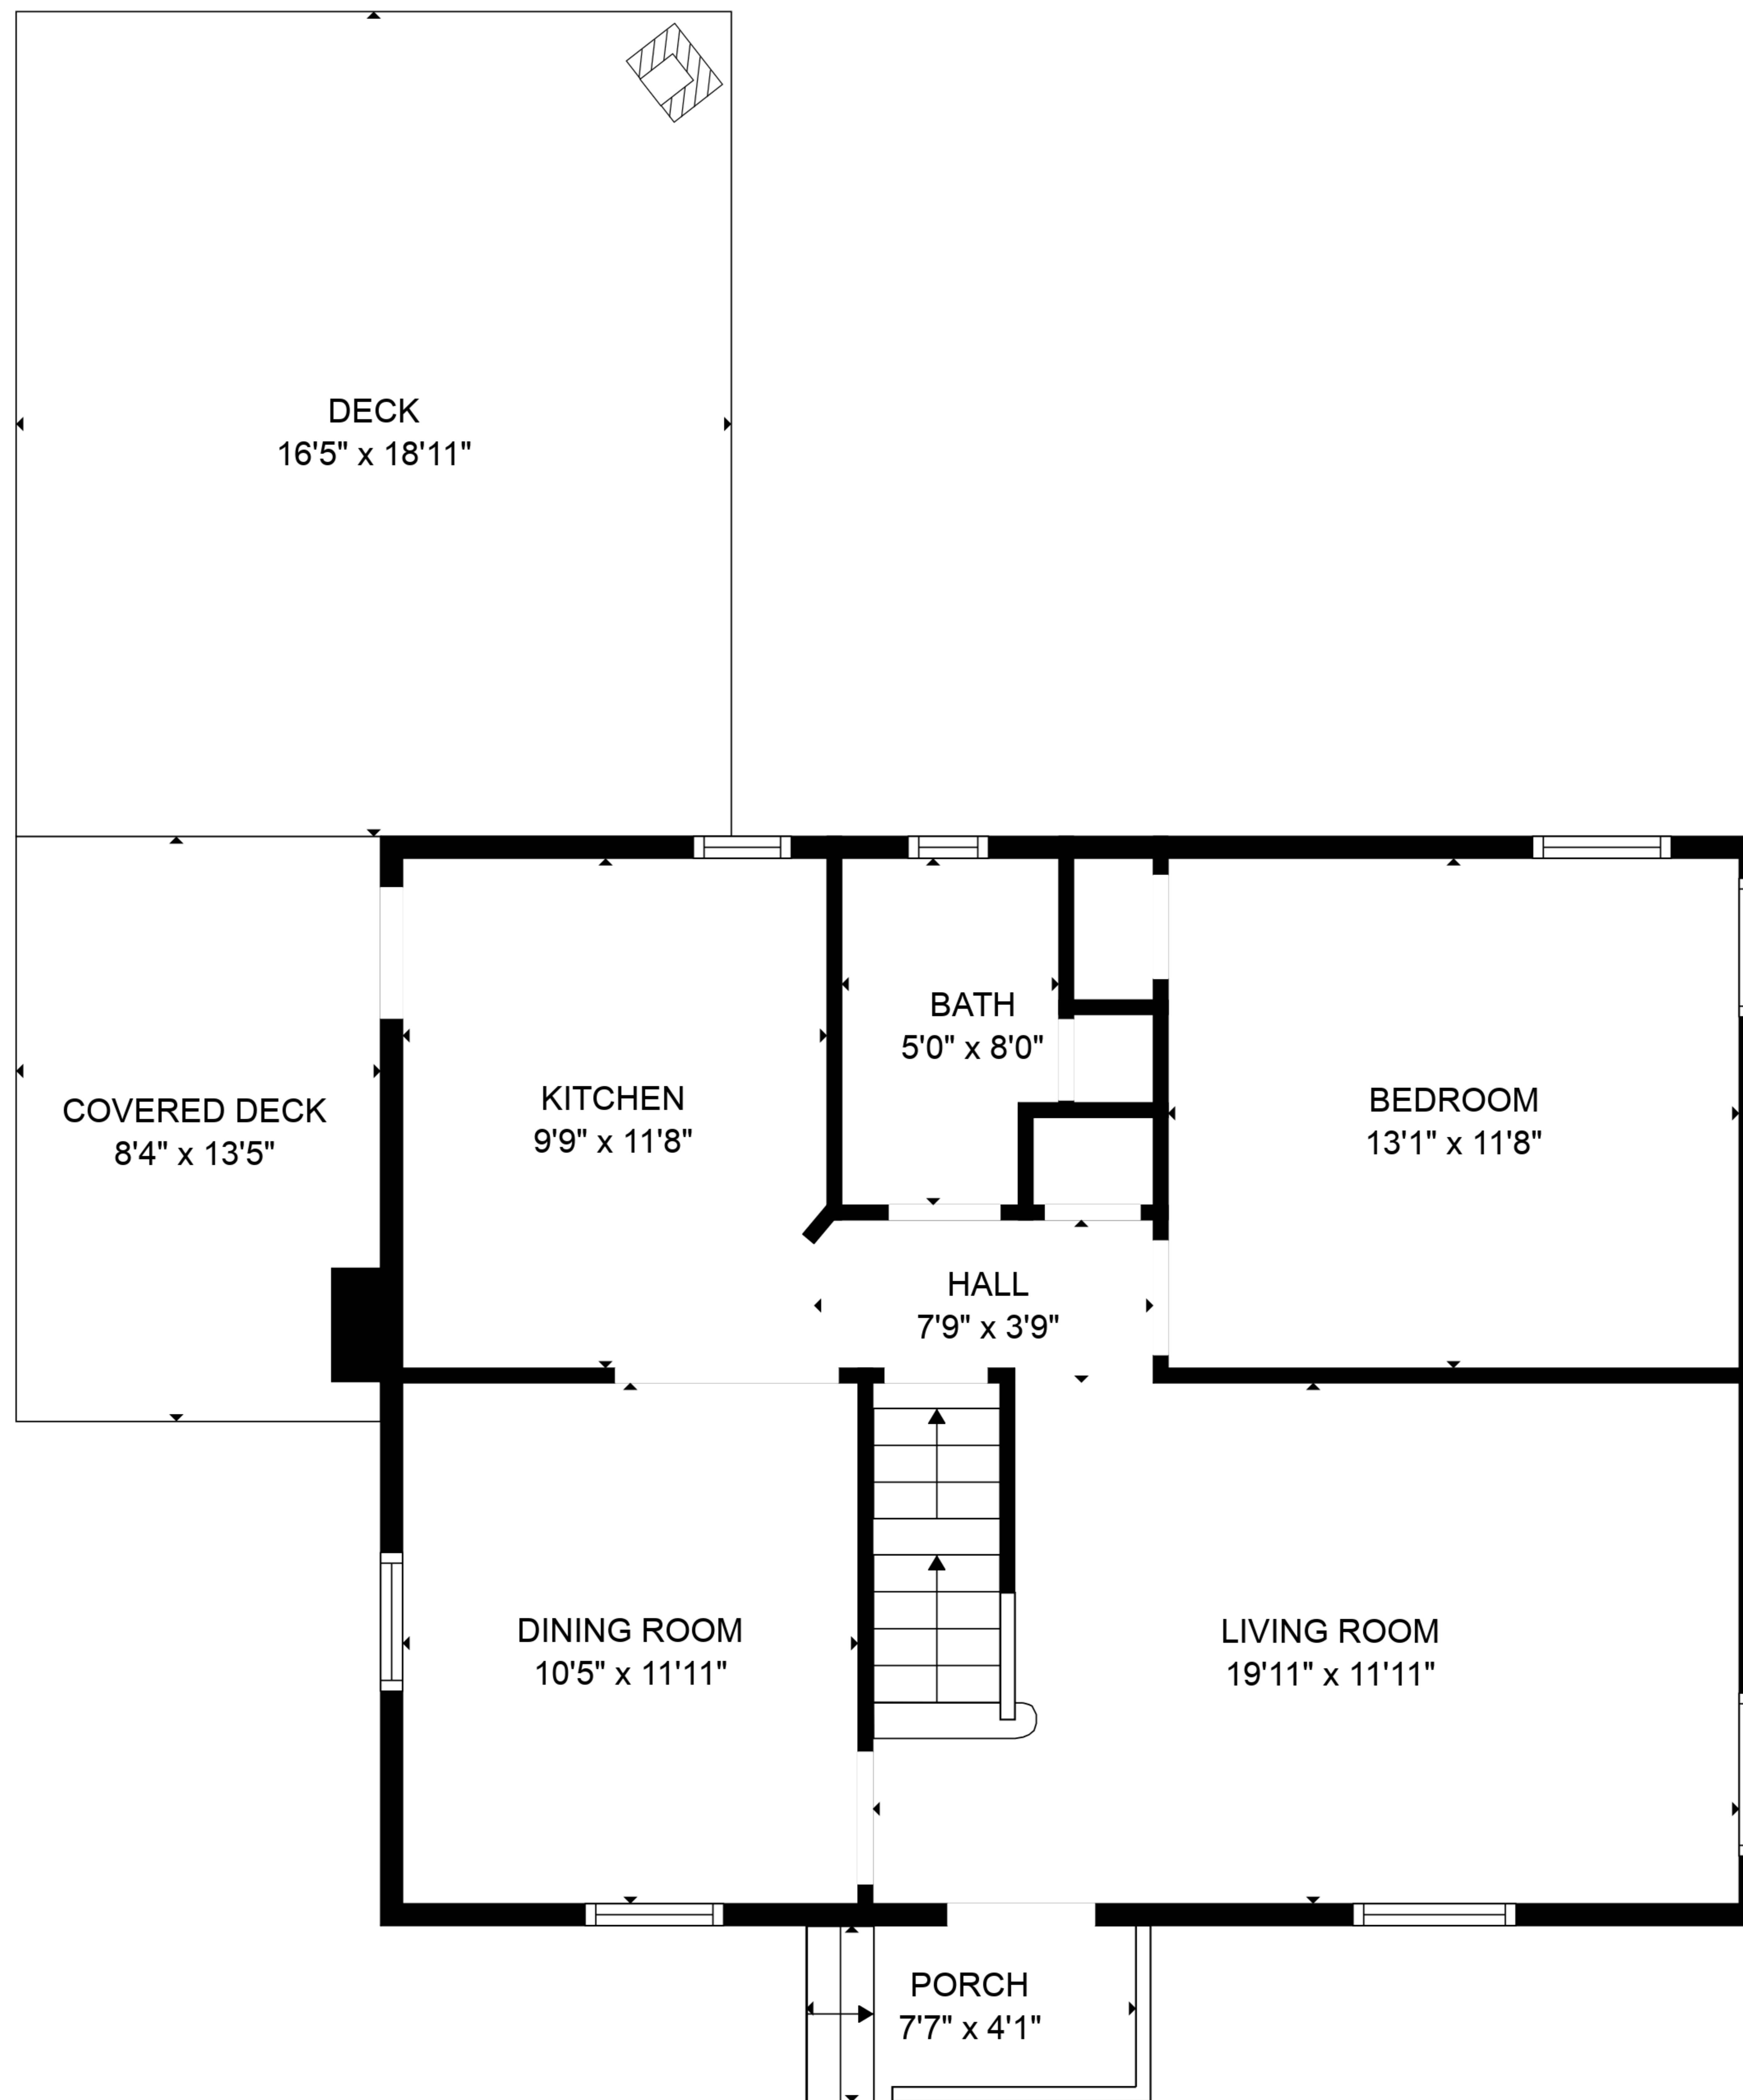 DECK
16'5" x 18'11"
BATH
5'0" x 8'0"
KITCHEN
9'9" x 11'8"
BEDROOM
13'1" x 11'8"
COVERED DECK
8'4" x 13'5"
HALL
7'9" x 3'9"
DINING ROOM
10'5" x 11'11"
LIVING ROOM
19'11" x 11'11"
PORCH
7'7" x 4'1"